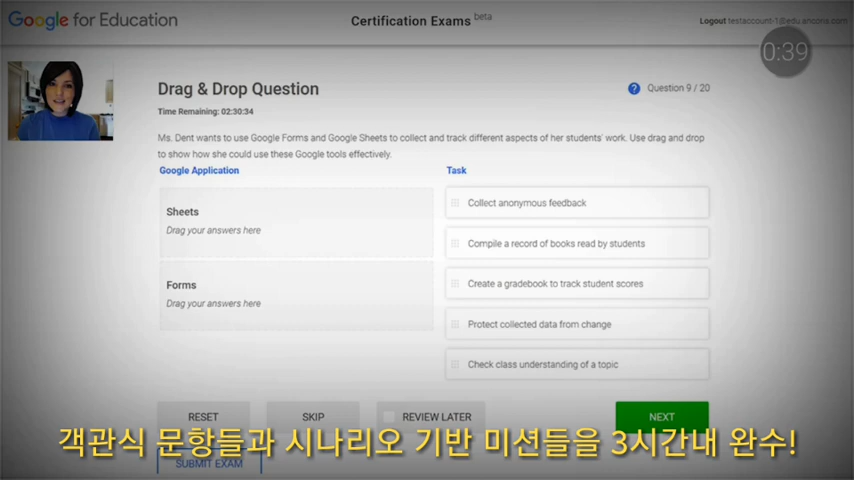 Google for Education
Certification Exams beta
Logout testaccount-1@edu.ancoris.com
0:39
Drag & Drop Question
Question 9 / 20
Time Remaining: 02:30:34
Ms. Dent wants to use Google Forms and Google Sheets to collect and track different aspects of her students' work. Use drag and drop
to show how she could use these Google tools effectively.
Google Application
Task
Sheets
Drag your answers here
Forms
Drag your answers here
Collect anonymous feedback
Compile a record of books read by students
Create a gradebook to track student scores
Protect collected data from change
Check class understanding of a topic
RESET
SKIP
REVIEW LATER
NEXT
객관식 문항들과 시나리오 기반 미션들을 3시간내 완수!
SUBMIT EXAM